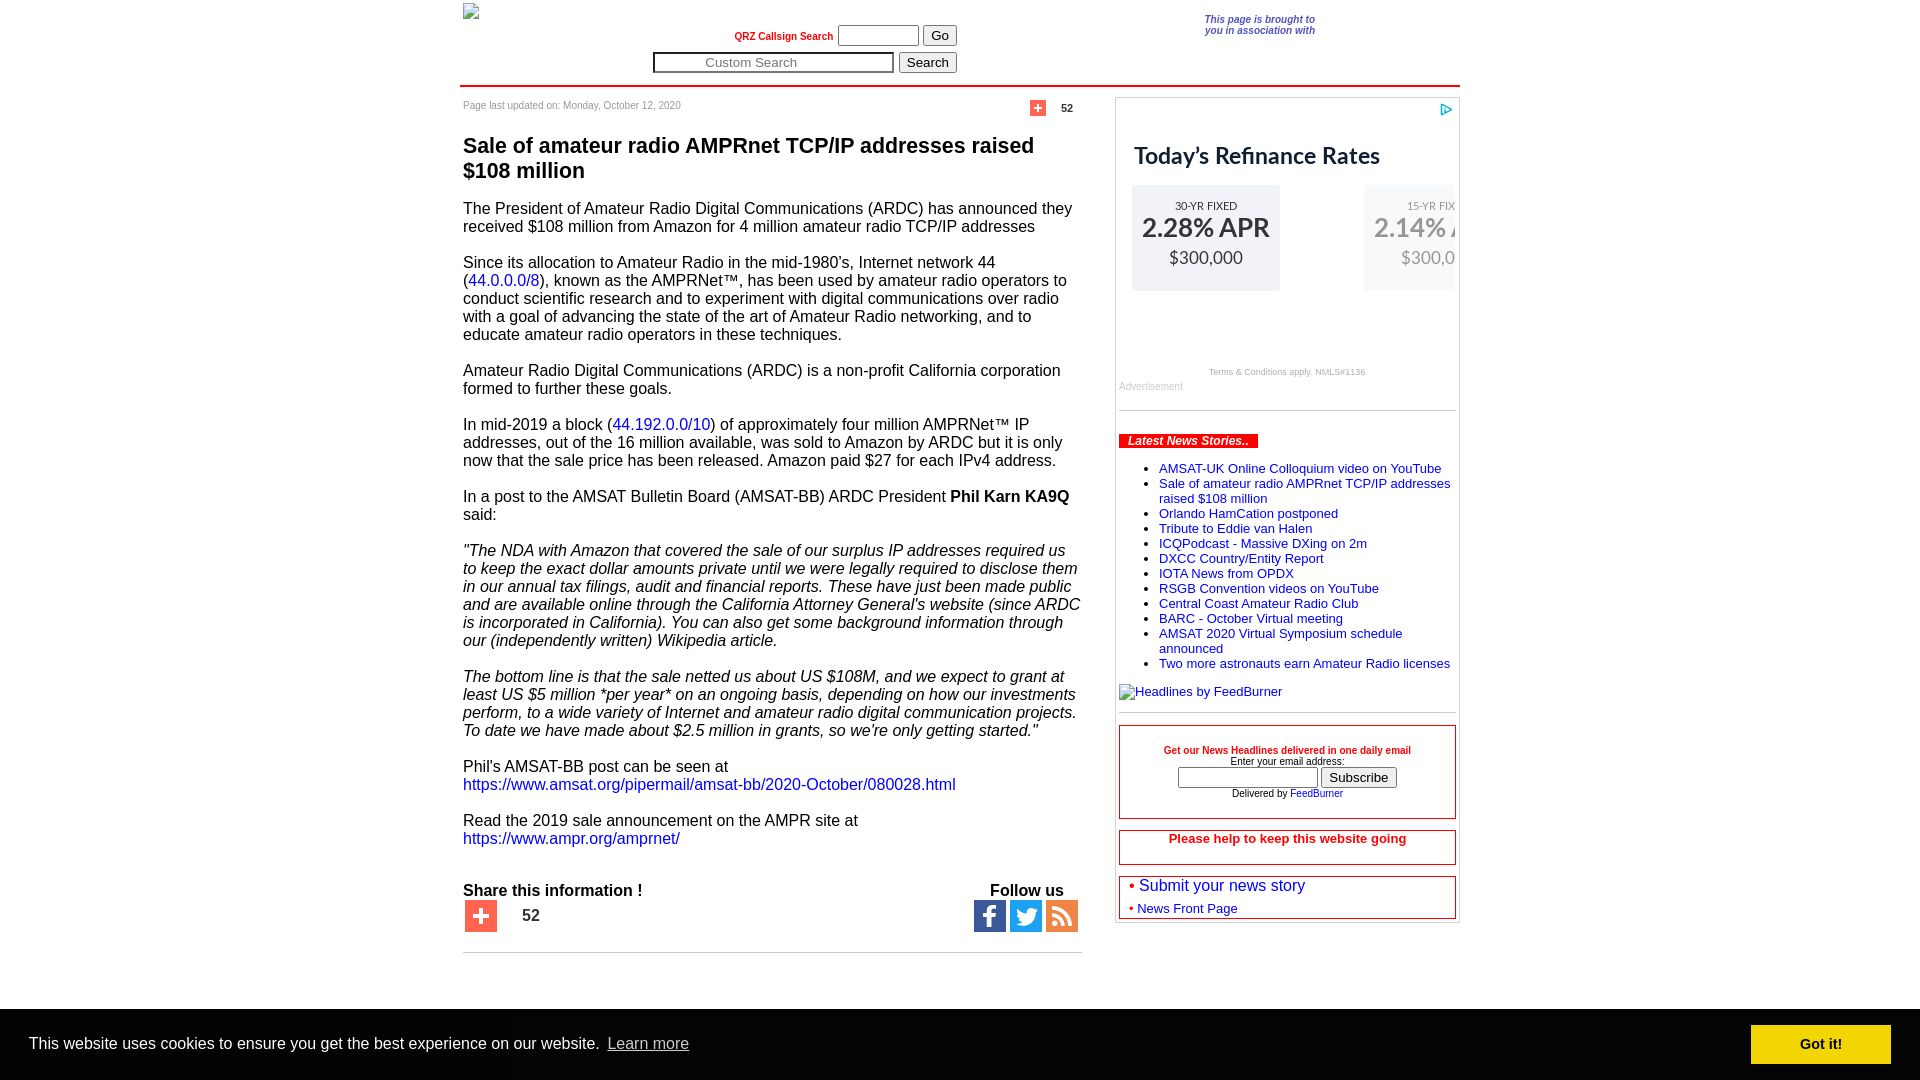 This page is brought to
you in association with
QRZ Callsign Search
Go
Custom Search
Search
Page last updated on: Monday, October 12, 2020
52
Sale of amateur radio AMPRnet TCP/IP addresses raised
$108 million
The President of Amateur Radio Digital Communications (ARDC) has announced they
received $108 million from Amazon for 4 million amateur radio TCP/IP addresses
Since its allocation to Amateur Radio in the mid-1980's, Internet network 44
(44.0.0.0/8), known as the AMPRNet™, has been used by amateur radio operators to
conduct scientific research and to experiment with digital communications over radio
with a goal of advancing the state of the art of Amateur Radio networking, and to
educate amateur radio operators in these techniques.
Amateur Radio Digital Communications (ARDC) is a non-profit California corporation
formed to further these goals.
In mid-2019 a block (44.192.0.0/10) of approximately four million AMPRNet™ IP
addresses, out of the 16 million available, was sold to Amazon by ARDC but it is only
now that the sale price has been released. Amazon paid $27 for each IPv4 address.
In a post to the AMSAT Bulletin Board (AMSAT-BB) ARDC President Phil Karn KA9Q
said:
"The NDA with Amazon that covered the sale of our surplus IP addresses required us
to keep the exact dollar amounts private until we were legally required to disclose them
in our annual tax filings, audit and financial reports. These have just been made public
and are available online through the California Attorney General's website (since ARDC
is incorporated in California). You can also get some background information through
our (independently written) Wikipedia article.
The bottom line is that the sale netted us about US $108M, and we expect to grant at
least US $5 million *per year* on an ongoing basis, depending on how our investments
perform, to a wide variety of Internet and amateur radio digital communication projects.
To date we have made about $2.5 million in grants, so we're only getting started."
Phil's AMSAT-BB post can be seen at
https://www.amsat.org/pipermail/amsat-bb/2020-October/080028.html
Read the 2019 sale announcement on the AMPR site at
https://www.ampr.org/amprnet/
Share this information !
52
Follow us
Today's Refinance Rates
30-YR FIXED
2.28% APR
$300,000
15-YR FIX
2.14% A
$300,0
Terms & Conditions apply. NMLS#1136
Advertisement
Latest News Stories..
• AMSAT-UK Online Colloquium video on YouTube
• Sale of amateur radio AMPRnet TCP/IP addresses
raised $108 million
• Orlando HamCation postponed
• Tribute to Eddie van Halen
• ICQPodcast - Massive DXing on 2m
• DXCC Country/Entity Report
• IOTA News from OPDX
• RSGB Convention videos on YouTube
• Central Coast Amateur Radio Club
• BARC - October Virtual meeting
• AMSAT 2020 Virtual Symposium schedule
announced
• Two more astronauts earn Amateur Radio licenses
Headlines by FeedBurner
Get our News Headlines delivered in one daily email
Enter your email address:
Subscribe
Delivered by FeedBurner
Please help to keep this website going
• Submit your news story
• News Front Page
This website uses cookies to ensure you get the best experience on our website. Learn more
Got it!